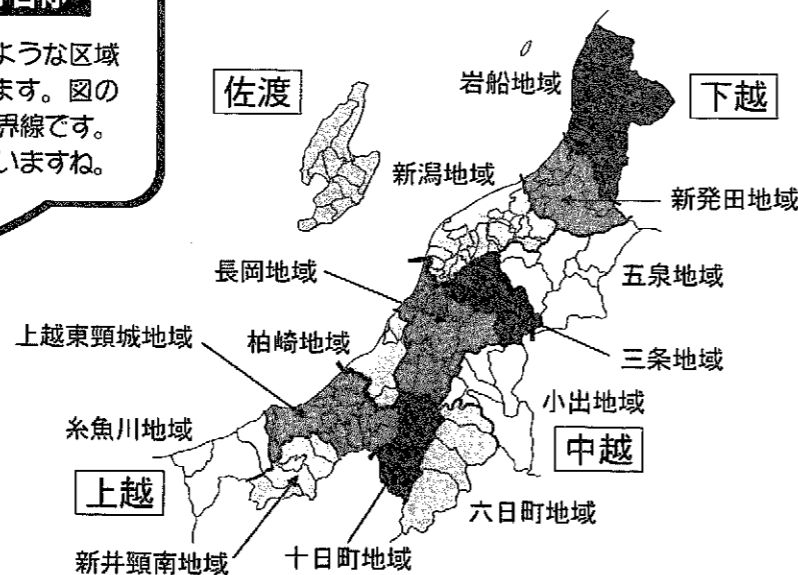 ような区域
ます。図の
界線です。
いますね。
佐渡
岩船地域
下越
新潟地域
新発田地域
長岡地域
五泉地域
上越東頸城地域
柏崎地域
三条地域
小出地域
糸魚川地域
中越
上越
六日町地域
新井頸南地域
十日町地域